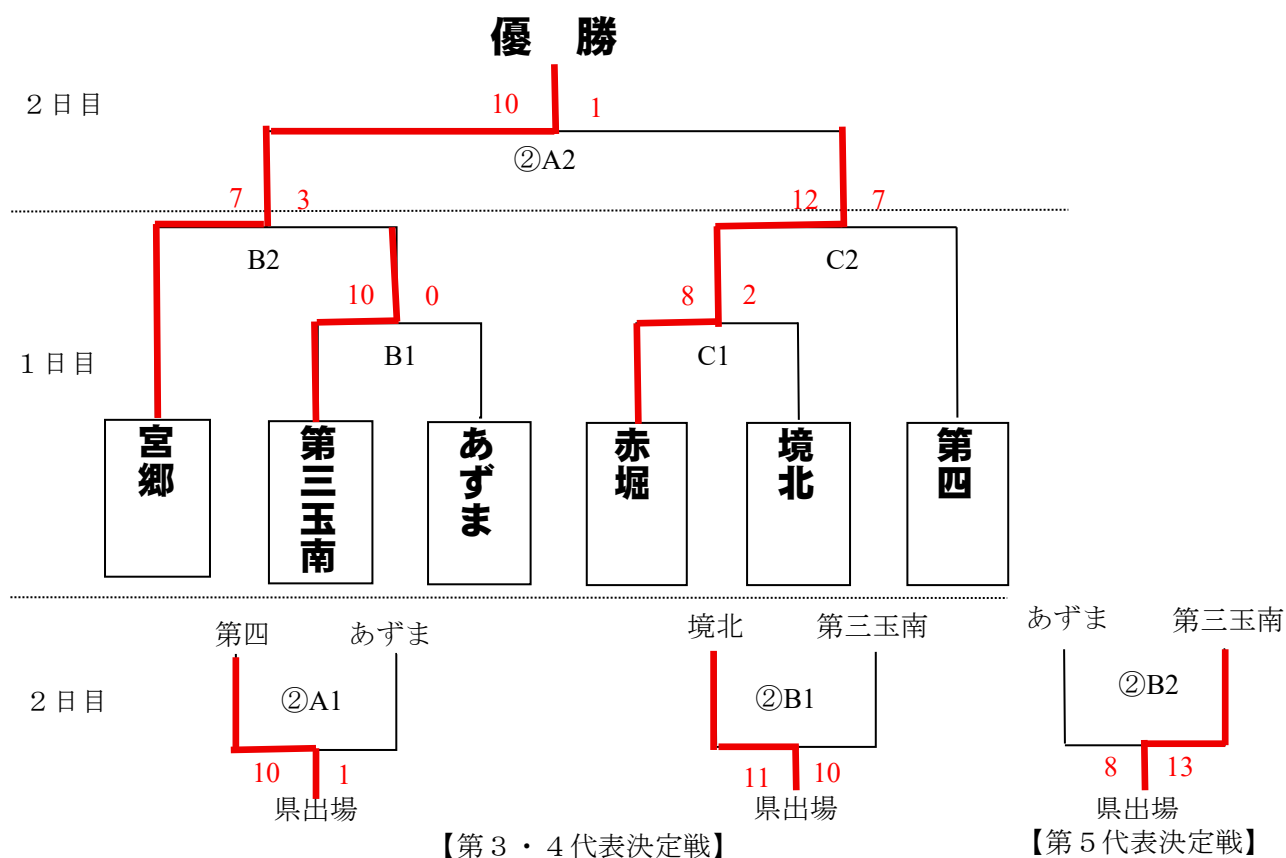 優 勝
２日目
10 1
②A2
7 3
12 7
B2
C2
10 0
8 2
１日目
B1
C1
宮郷
第三玉南
あずま
赤堀
境北
第四
第四 あずま
境北 第三玉南
あずま 第三玉南
２日目
②A1
②B1
②B2
10 1
11 10
8 13
県出場
県出場
県出場
【第３・４代表決定戦】
【第５代表決定戦】